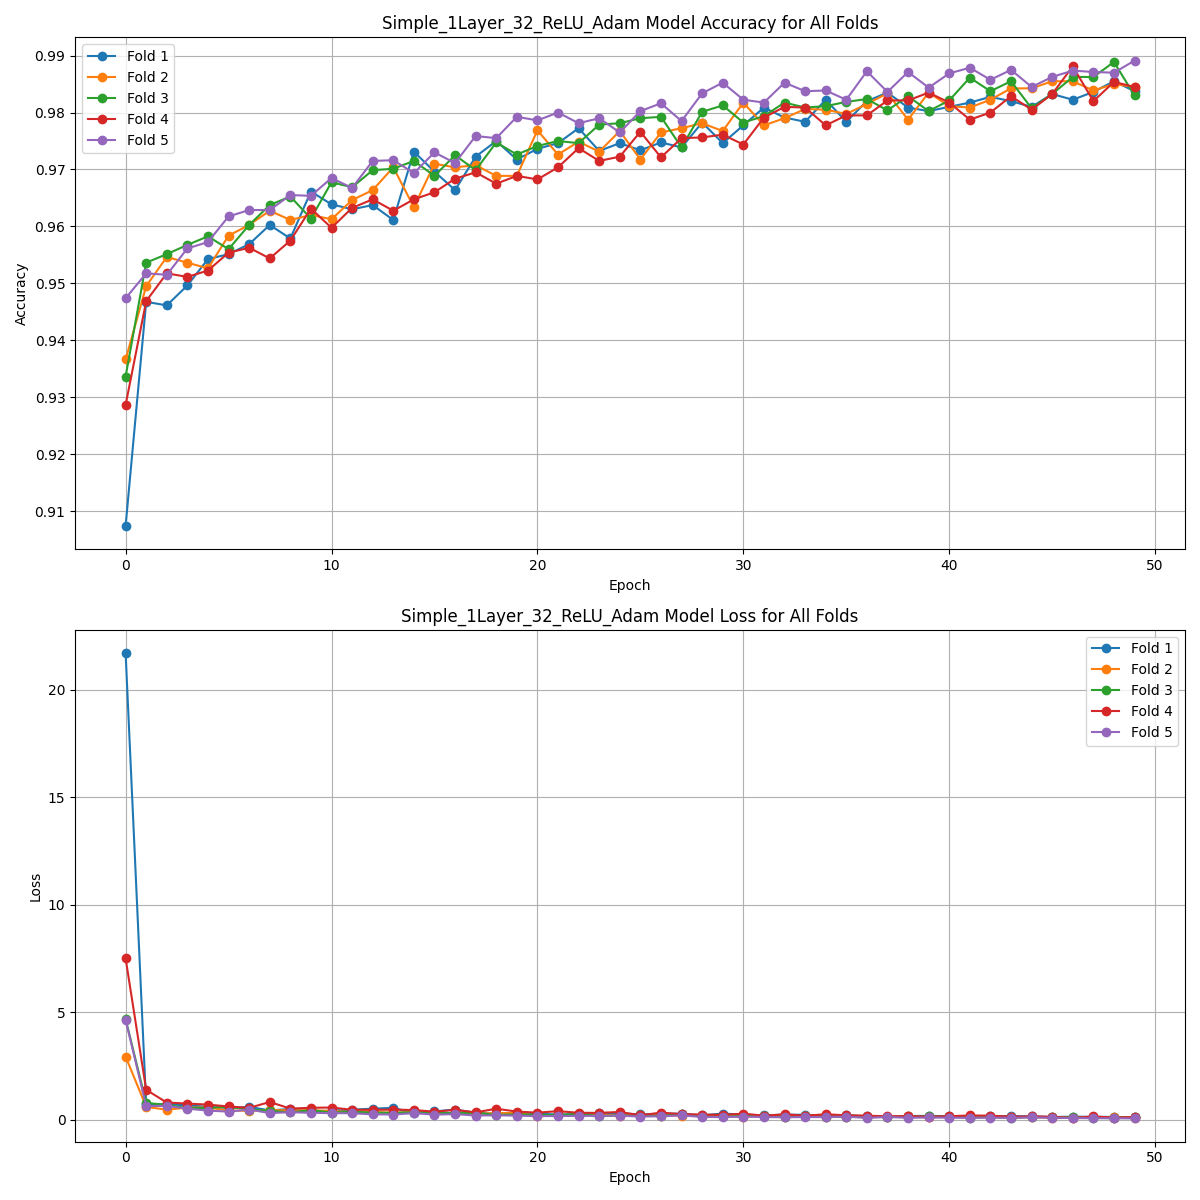 Simple_1Layer_32_ReLU_Adam Model Accuracy for All Folds
0.99
0.98
0.97
0.96
0.95
0.94
0.93
0.92
0.91
Accuracy
Fold 1
Fold 2
Fold 3
Fold 4
Fold 5
0 10 20 30 40 50
Epoch
Simple_1Layer_32_ReLU_Adam Model Loss for All Folds
20
15
10
5
0
Loss
Fold 1
Fold 2
Fold 3
Fold 4
Fold 5
0 10 20 30 40 50
Epoch